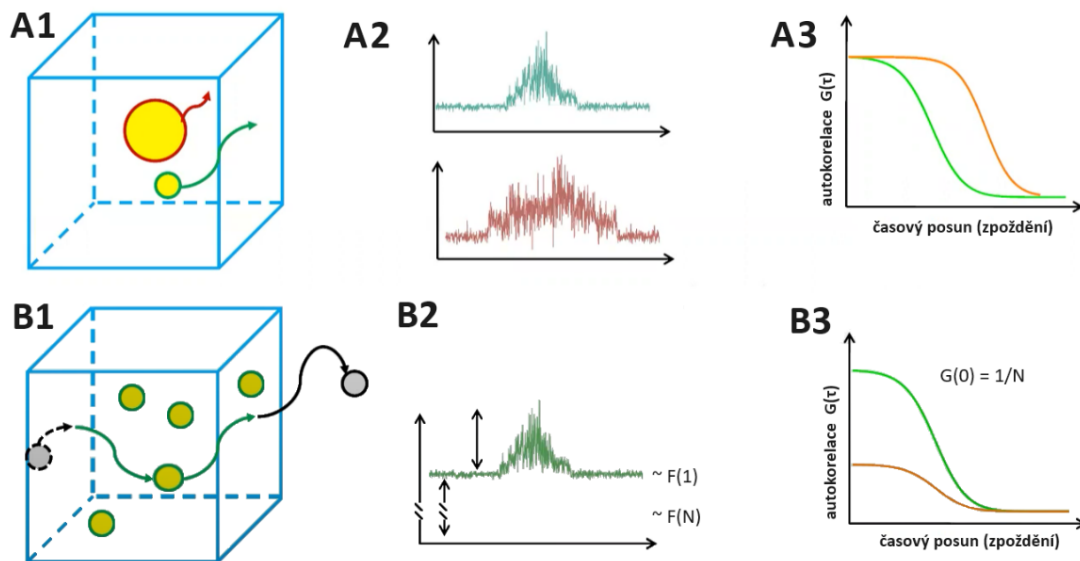 A1
A2
A3
autokorelace G(τ)
časový posun (zpoždění)
B1
B2
~ F(1)
~ F(N)
B3
G(0) = 1/N
autokorelace G(τ)
časový posun (zpoždění)